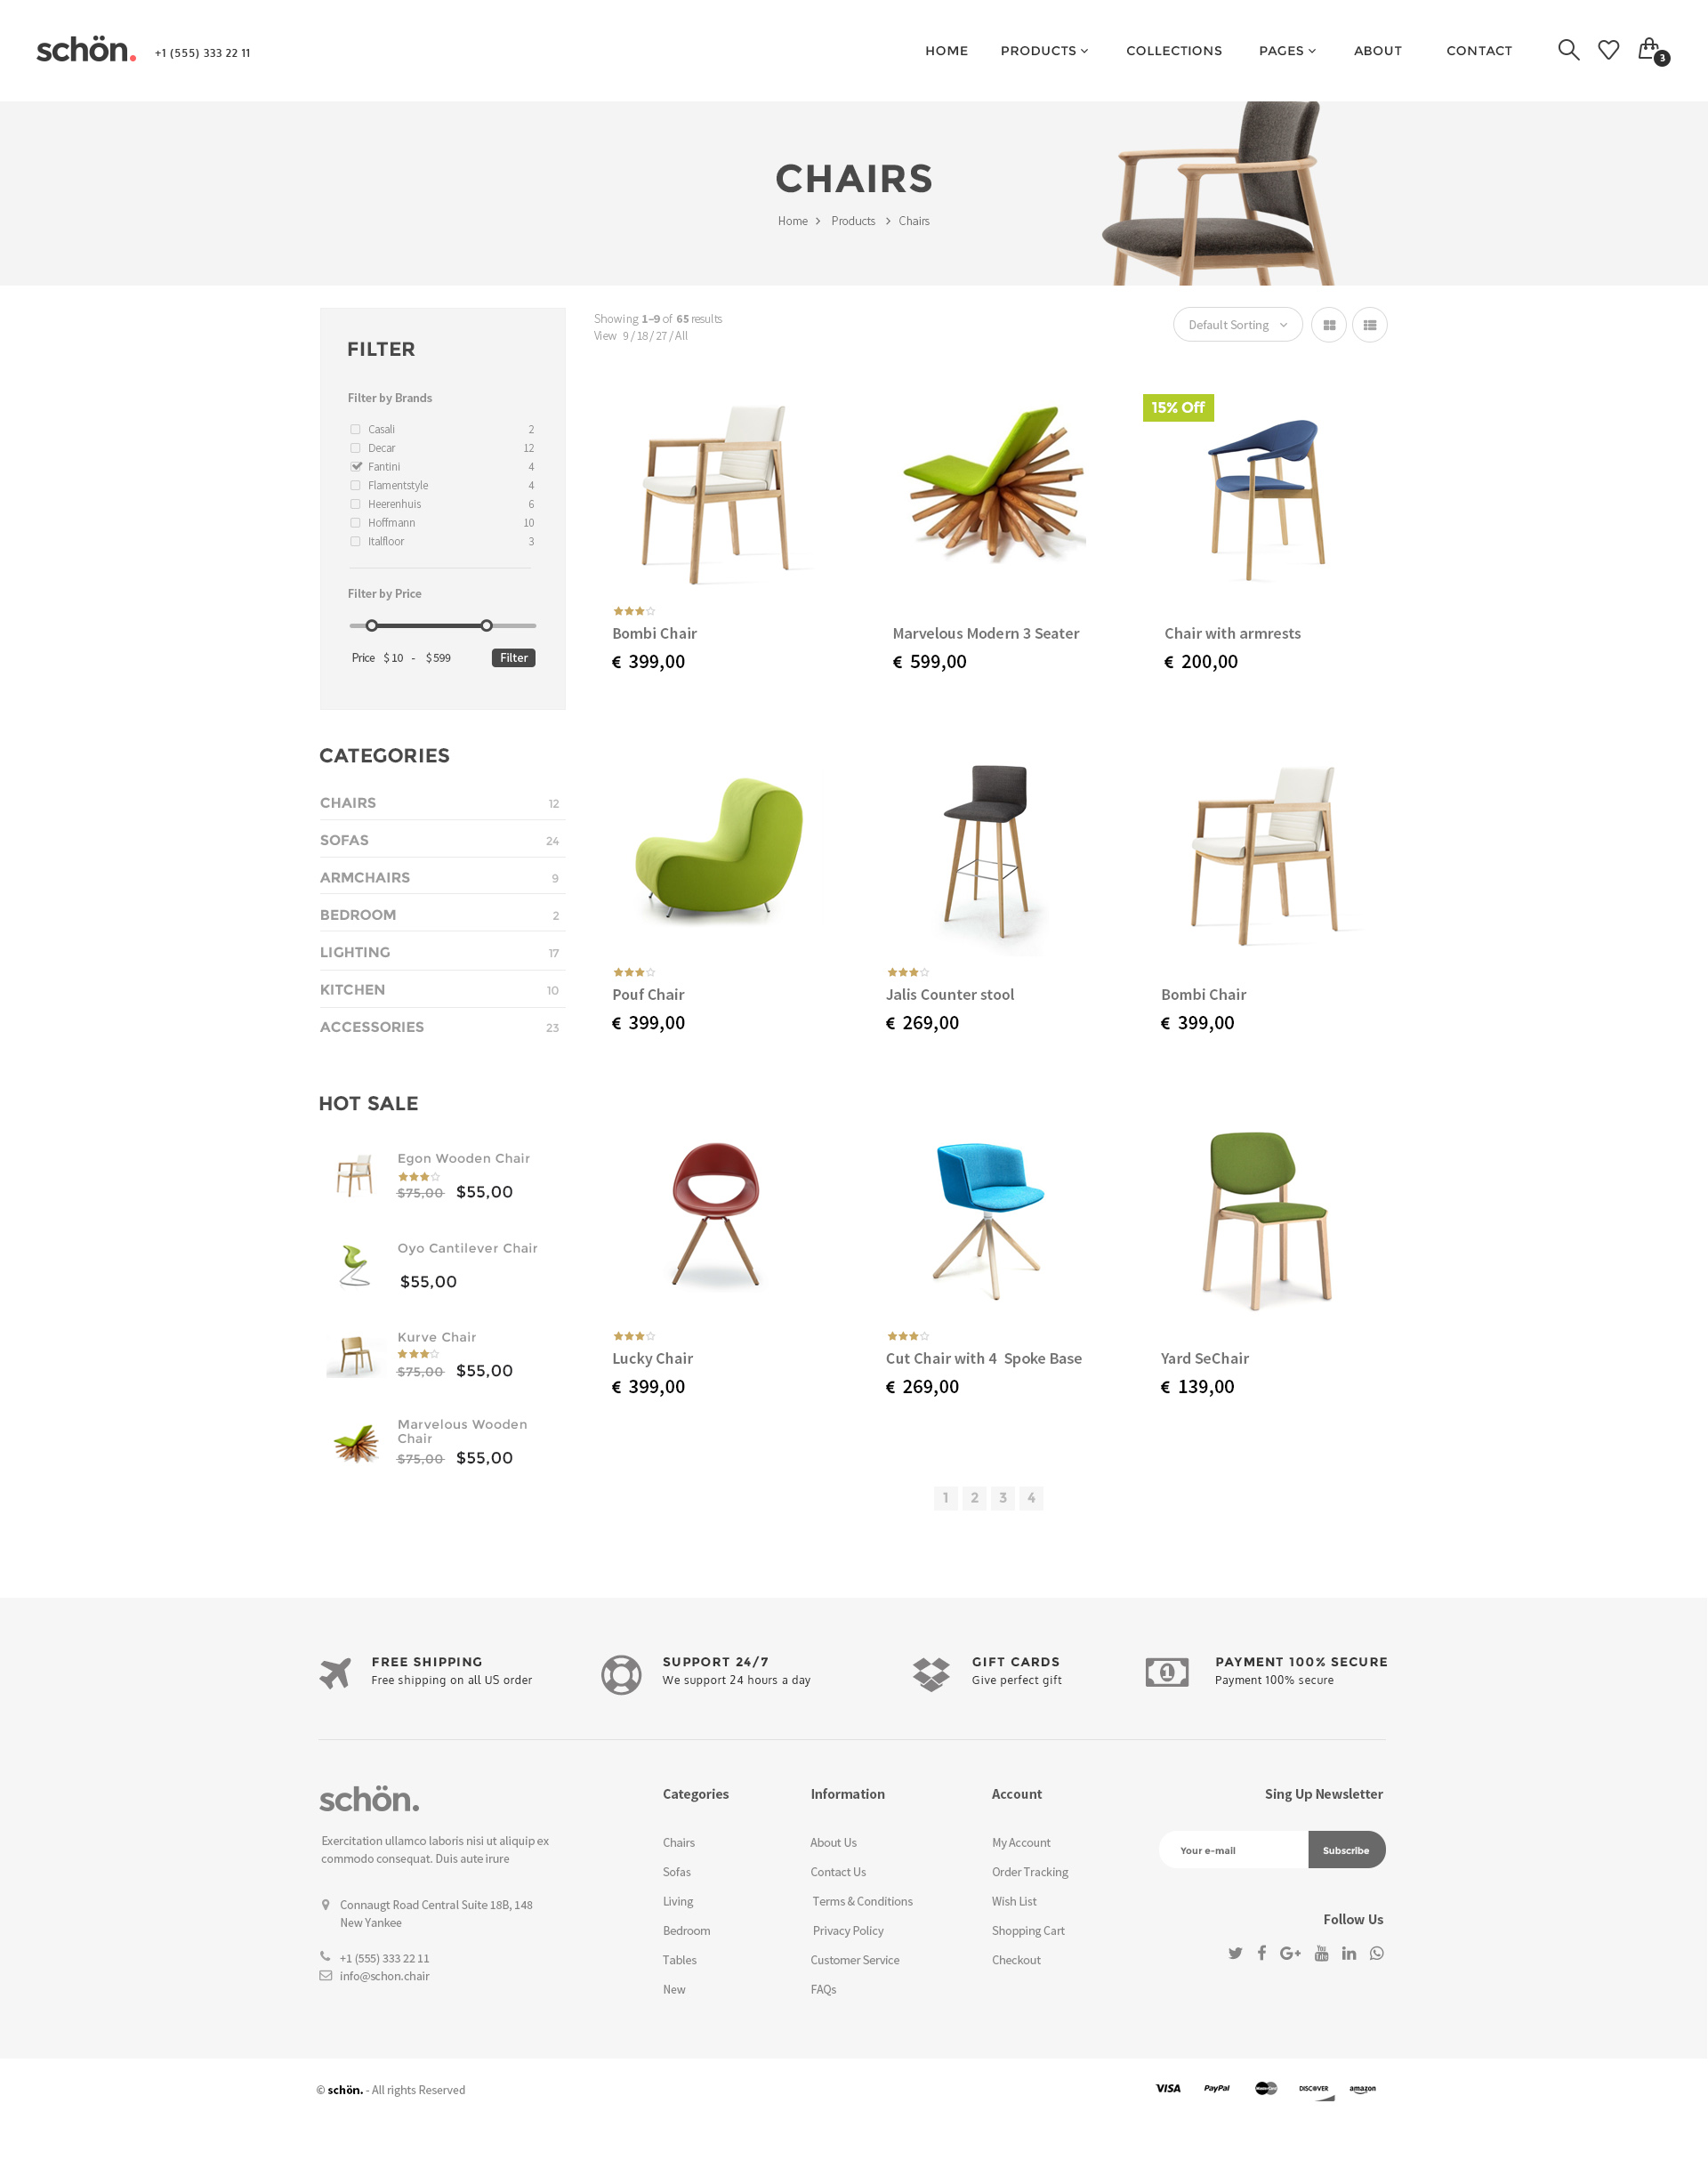 schön. +1 (555) 333 22 11 HOME PRODUCTS COLLECTIONS PAGES ABOUT CONTACT 3
CHAIRS
Home > Products > Chairs
FILTER
Filter by Brands
Casali 2
Decar 12
Fantini 4
Flamentstyle 4
Heerenhuis 6
Hoffmann 10
Italfloor 3
Filter by Price
Price $ 10 - $ 599 Filter
CATEGORIES
CHAIRS 12
SOFAS 24
ARMCHAIRS 9
BEDROOM 2
LIGHTING 17
KITCHEN 10
ACCESSORIES 23
HOT SALE
Egon Wooden Chair
$75,00 $55,00
Oyo Cantilever Chair
$55,00
Kurve Chair
$75,00 $55,00
Marvelous Wooden
Chair
$75,00 $55,00
Showing 1–9 of 65 results
View 9 / 18 / 27 / All
Default Sorting
15% Off
Bombi Chair
€ 399,00
Marvelous Modern 3 Seater
€ 599,00
Chair with armrests
€ 200,00
Pouf Chair
€ 399,00
Jalis Counter stool
€ 269,00
Bombi Chair
€ 399,00
Lucky Chair
€ 399,00
Cut Chair with 4 Spoke Base
€ 269,00
Yard SeChair
€ 139,00
1 2 3 4
FREE SHIPPING
Free shipping on all US order
SUPPORT 24/7
We support 24 hours a day
GIFT CARDS
Give perfect gift
1
PAYMENT 100% SECURE
Payment 100% secure
schön.
Exercitation ullamco laboris nisi ut aliquip ex
commodo consequat. Duis aute irure
Connaugt Road Central Suite 18B, 148
New Yankee
+1 (555) 333 22 11
info@schon.chair
Categories
Chairs
Sofas
Living
Bedroom
Tables
New
Information
About Us
Contact Us
Terms & Conditions
Privacy Policy
Customer Service
FAQs
Account
My Account
Order Tracking
Wish List
Shopping Cart
Checkout
Sing Up Newsletter
Your e-mail Subscribe
Follow Us
© schön. - All rights Reserved
VISA PayPal MasterCard DISCOVER amazon